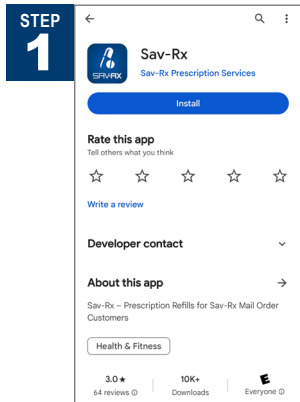 STEP
1
Sav-Rx
Sav-Rx Prescription Services
SAV-RX
Install
Rate this app
Tell others what you think
Write a review
Developer contact
About this app
Sav-Rx – Prescription Refills for Sav-Rx Mail Order
Customers
Health & Fitness
3.0 ★ 10K+ E
64 reviews Downloads Everyone